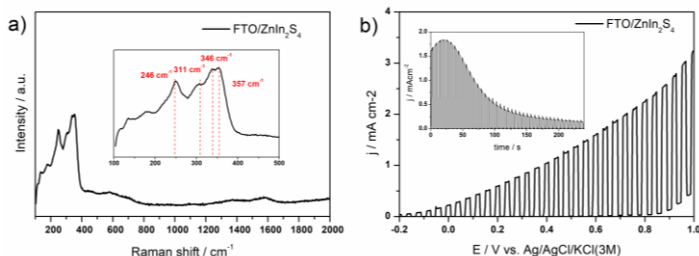 a)
FTO/ZnIn₂S₄
246 cm⁻¹
311 cm⁻¹
346 cm⁻¹
357 cm⁻¹
100 200 300 400 500
Intensity / a.u.
0 400 600 800 1000 1200 1400 1600 1800 2000
Raman shift / cm⁻¹
b)
FTO/ZnIn₂S₄
2.0
1.5
1.0
0.5
0.0
j / mAcm⁻²
0 50 100 150 200
time / s
4
3
2
1
0
j / mA cm-2
-0.2 0.0 0.2 0.4 0.6 0.8 1.0
E / V vs. Ag/AgCl/KCl(3M)